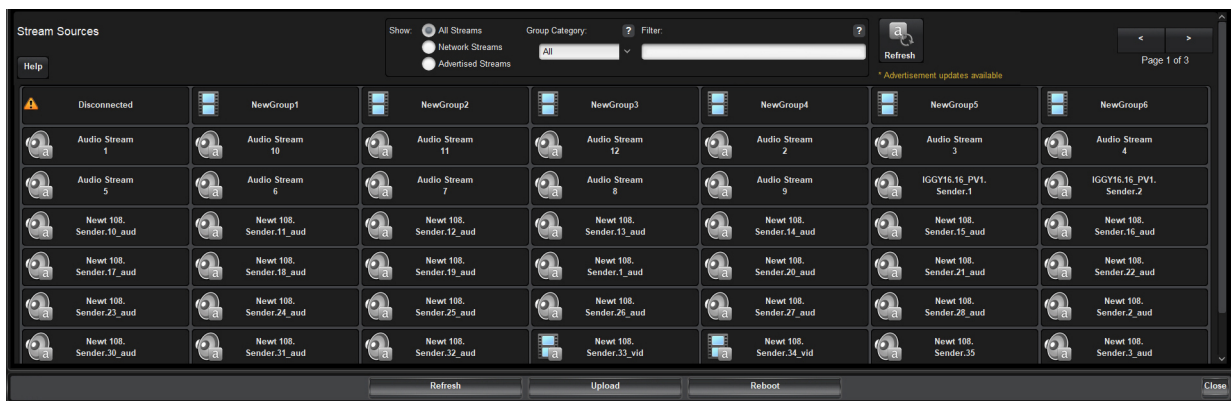 Stream Sources
Show: All Streams
Network Streams
Advertised Streams
Group Category: ?
All
Filter: ?
a
Refresh
* Advertisement updates available
< >
Page 1 of 3
Help
Disconnected NewGroup1 NewGroup2 NewGroup3 NewGroup4 NewGroup5 NewGroup6
a Audio Stream a Audio Stream a Audio Stream a Audio Stream a Audio Stream a Audio Stream a Audio Stream
1 10 11 12 2 3 4
a Audio Stream a Audio Stream a Audio Stream a Audio Stream a Audio Stream a IGGY16.16_PV1. a IGGY16.16_PV1.
5 6 7 8 9 Sender.1 Sender.2
a Newt 108. a Newt 108. a Newt 108. a Newt 108. a Newt 108. a Newt 108. a Newt 108.
Sender.10_aud Sender.11_aud Sender.12_aud Sender.13_aud Sender.14_aud Sender.15_aud Sender.16_aud
a Newt 108. a Newt 108. a Newt 108. a Newt 108. a Newt 108. a Newt 108. a Newt 108.
Sender.17_aud Sender.18_aud Sender.19_aud Sender.1_aud Sender.20_aud Sender.21_aud Sender.22_aud
a Newt 108. a Newt 108. a Newt 108. a Newt 108. a Newt 108. a Newt 108. a Newt 108.
Sender.23_aud Sender.24_aud Sender.25_aud Sender.26_aud Sender.27_aud Sender.28_aud Sender.2_aud
a Newt 108. a Newt 108. a Newt 108. a Newt 108. a Newt 108. a Newt 108. a Newt 108.
Sender.30_aud Sender.31_aud Sender.32_aud Sender.33_vid Sender.34_vid Sender.35 Sender.3_aud
Refresh Upload Reboot Close